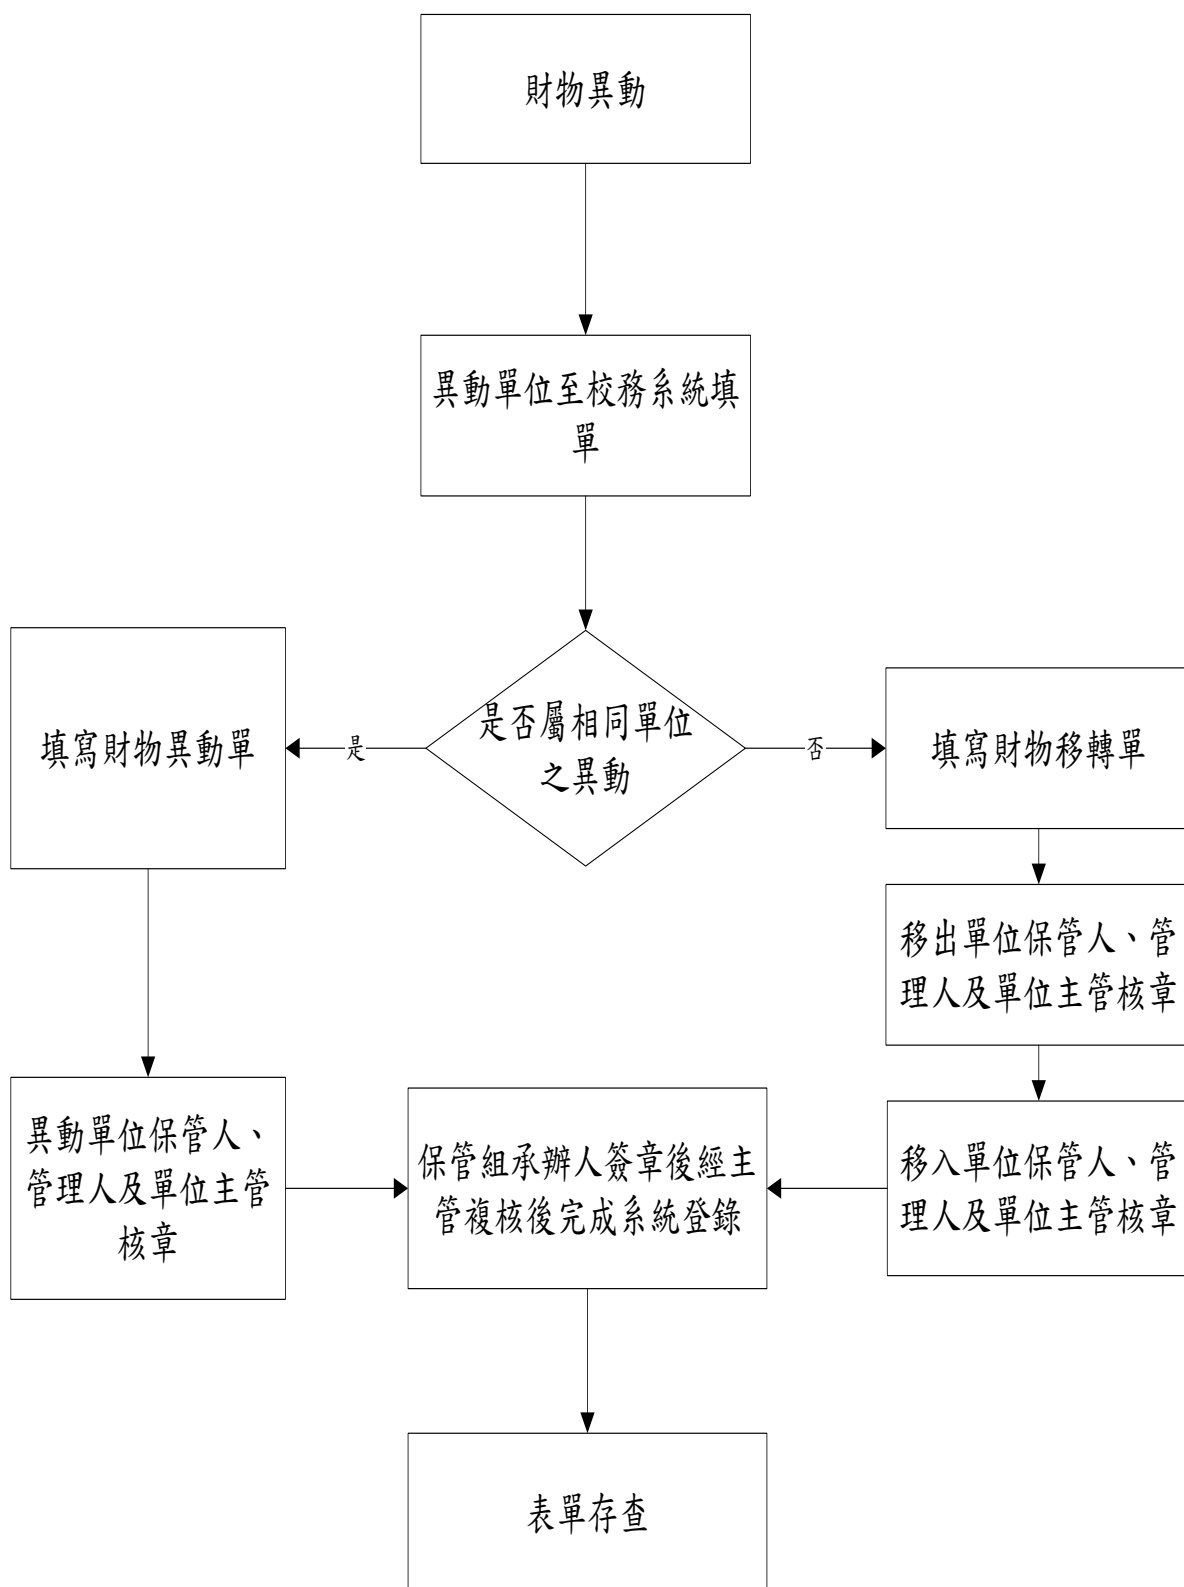 財物異動
異動單位至校務系統填
單
是否屬相同單位
之異動
是
否
填寫財物異動單
填寫財物移轉單
移出單位保管人、管
理人及單位主管核章
異動單位保管人、
管理人及單位主管
核章
保管組承辦人簽章後經主
管複核後完成系統登錄
移入單位保管人、管
理人及單位主管核章
表單存查